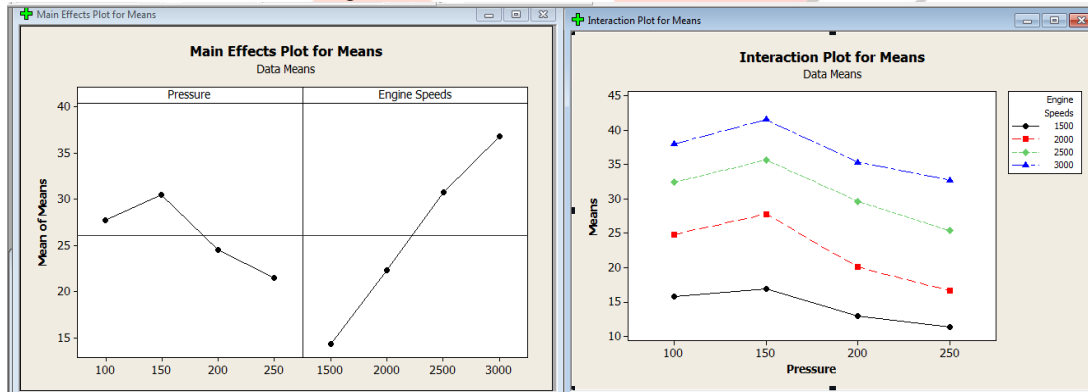 Main Effects Plot for Means
Main Effects Plot for Means
Data Means
Pressure Engine Speeds
40
35
30
25
20
15
Mean of Means
100 150 200 250 1500 2000 2500 3000
Interaction Plot for Means
Interaction Plot for Means
Data Means
45
40
35
30
25
20
15
10
Means
100 150 200 250
Pressure
Engine
Speeds
1500
2000
2500
3000